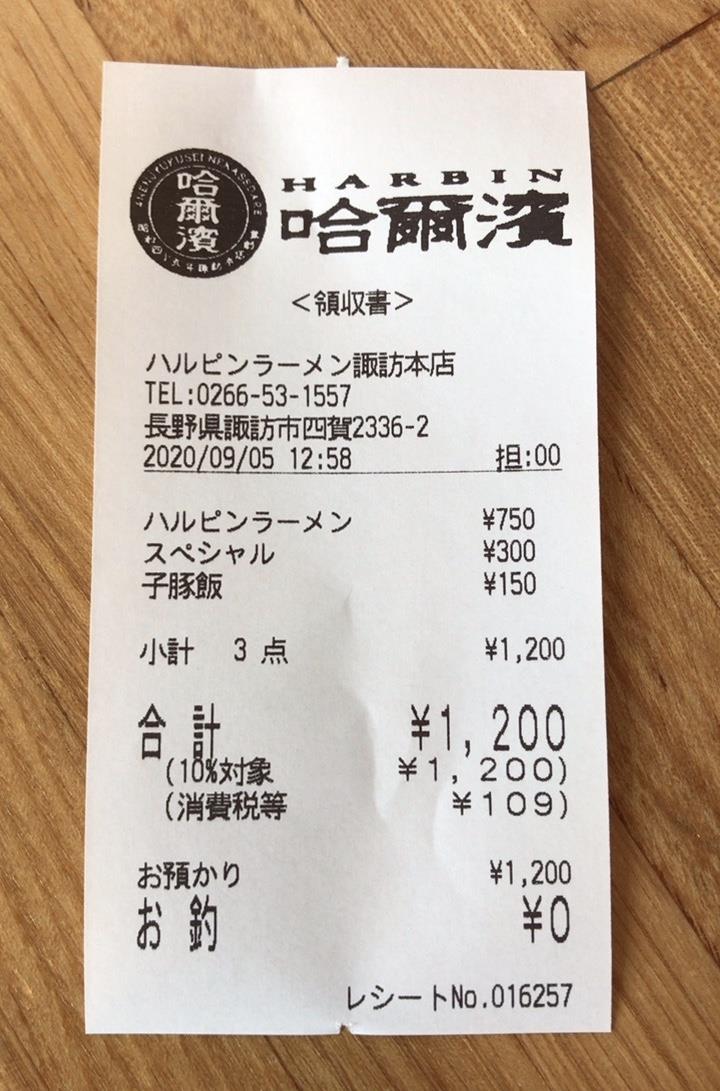 哈爾濱
HARBIN
哈爾濱
<領収書>
ハルピンラーメン諏訪本店
TEL:0266-53-1557
長野県諏訪市四賀2336-2
2020/09/05 12:58 担:00
ハルピンラーメン ¥750
スペシャル ¥300
子豚飯 ¥150
小計 3 点 ¥1,200
合計 ¥1,200
(10%対象 ¥1,200)
(消費税等 ¥109)
お預かり ¥1,200
お釣 ¥0
レシートNo.016257